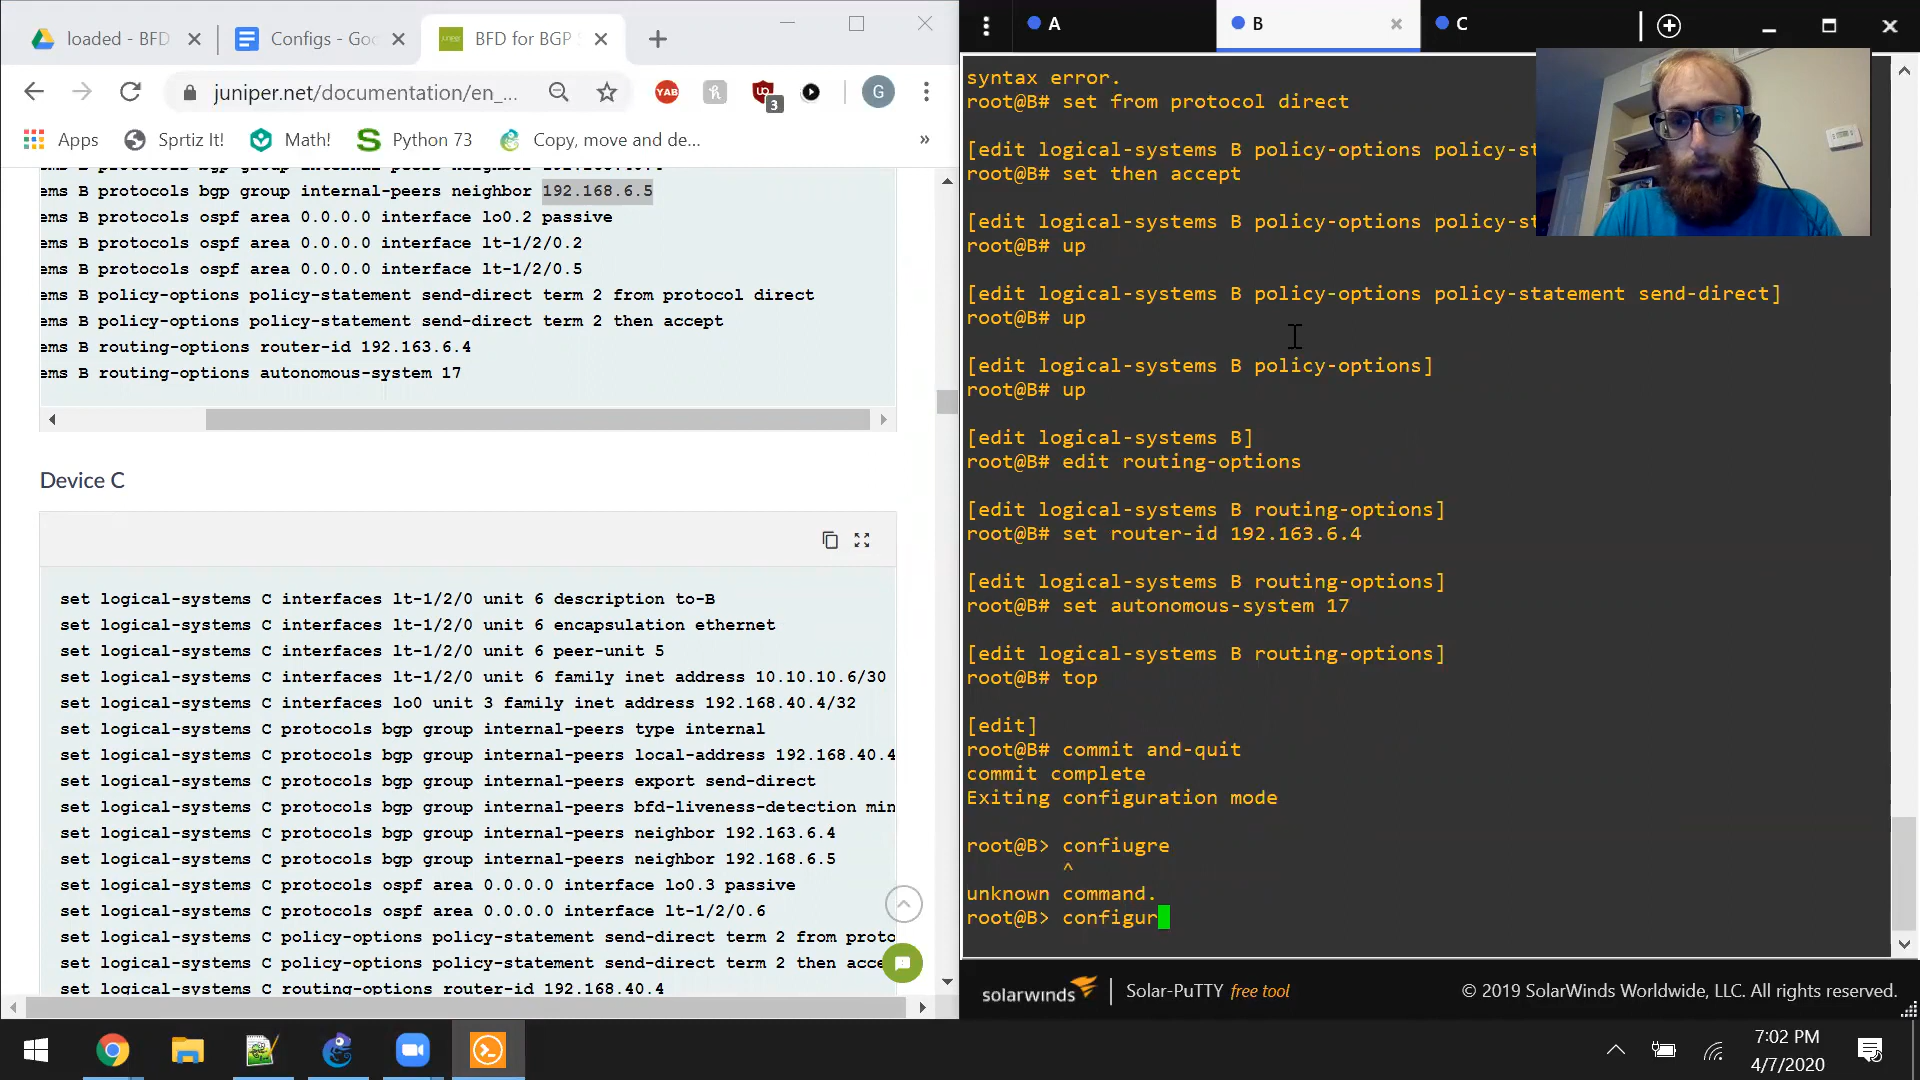 loaded - BFD
Configs - Goo
BFD for BGP S
juniper.net/documentation/en_...
YAB
3
G
Apps
Sprtiz It!
Math!
Python 73
Copy, move and de...
»
ems B protocols bgp group internal-peers neighbor 192.168.6.5
ems B protocols ospf area 0.0.0.0 interface lo0.2 passive
ems B protocols ospf area 0.0.0.0 interface lt-1/2/0.2
ems B protocols ospf area 0.0.0.0 interface lt-1/2/0.5
ems B policy-options policy-statement send-direct term 2 from protocol direct
ems B policy-options policy-statement send-direct term 2 then accept
ems B routing-options router-id 192.163.6.4
ems B routing-options autonomous-system 17
Device C
set logical-systems C interfaces lt-1/2/0 unit 6 description to-B
set logical-systems C interfaces lt-1/2/0 unit 6 encapsulation ethernet
set logical-systems C interfaces lt-1/2/0 unit 6 peer-unit 5
set logical-systems C interfaces lt-1/2/0 unit 6 family inet address 10.10.10.6/30
set logical-systems C interfaces lo0 unit 3 family inet address 192.168.40.4/32
set logical-systems C protocols bgp group internal-peers type internal
set logical-systems C protocols bgp group internal-peers local-address 192.168.40.4
set logical-systems C protocols bgp group internal-peers export send-direct
set logical-systems C protocols bgp group internal-peers bfd-liveness-detection min
set logical-systems C protocols bgp group internal-peers neighbor 192.163.6.4
set logical-systems C protocols bgp group internal-peers neighbor 192.168.6.5
set logical-systems C protocols ospf area 0.0.0.0 interface lo0.3 passive
set logical-systems C protocols ospf area 0.0.0.0 interface lt-1/2/0.6
set logical-systems C policy-options policy-statement send-direct term 2 from proto
set logical-systems C policy-options policy-statement send-direct term 2 then acce
set logical-systems C routing-options router-id 192.168.40.4
A
B
C
syntax error.
root@B# set from protocol direct
[edit logical-systems B policy-options policy-st
root@B# set then accept
[edit logical-systems B policy-options policy-st
root@B# up
[edit logical-systems B policy-options policy-statement send-direct]
root@B# up
[edit logical-systems B policy-options]
root@B# up
[edit logical-systems B]
root@B# edit routing-options
[edit logical-systems B routing-options]
root@B# set router-id 192.163.6.4
[edit logical-systems B routing-options]
root@B# set autonomous-system 17
[edit logical-systems B routing-options]
root@B# top
[edit]
root@B# commit and-quit
commit complete
Exiting configuration mode
root@B> confiugre
^
unknown command.
root@B> configur
solarwinds
Solar-PuTTY free tool
© 2019 SolarWinds Worldwide, LLC. All rights reserved.
7:02 PM
4/7/2020